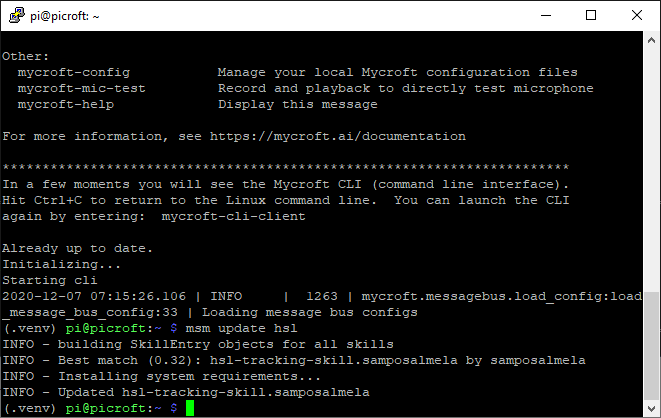 pi@picroft: ~
Other:
  mycroft-config           Manage your local Mycroft configuration files
  mycroft-mic-test         Record and playback to directly test microphone
  mycroft-help             Display this message
For more information, see https://mycroft.ai/documentation
***********************************************************************
In a few moments you will see the Mycroft CLI (command line interface).
Hit Ctrl+C to return to the Linux command line.  You can launch the CLI
again by entering:  mycroft-cli-client
Already up to date.
Initializing...
Starting cli
2020-12-07 07:15:26.106 | INFO     |  1263 | mycroft.messagebus.load_config:load
_message_bus_config:33 | Loading message bus configs
(.venv) pi@picroft:~ $ msm update hsl
INFO - building SkillEntry objects for all skills
INFO - Best match (0.32): hsl-tracking-skill.samposalmela by samposalmela
INFO - Installing system requirements...
INFO - Updated hsl-tracking-skill.samposalmela
(.venv) pi@picroft:~ $